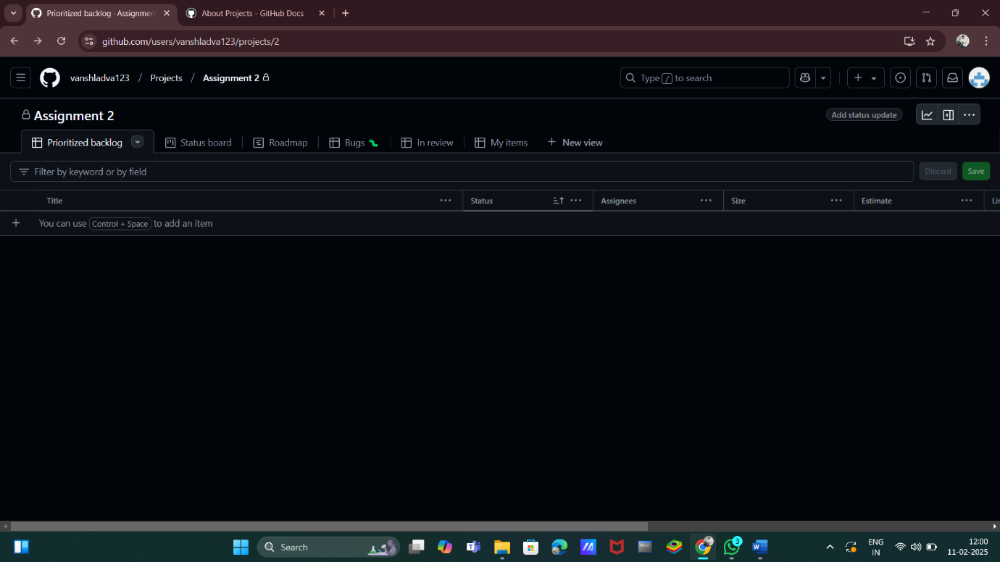 Prioritized backlog · Assignmen
About Projects - GitHub Docs
github.com/users/vanshladva123/projects/2
vanshladva123 / Projects / Assignment 2
Type / to search
Assignment 2
Add status update
Prioritized backlog
Status board
Roadmap
Bugs
In review
My items
+ New view
Filter by keyword or by field
Discard
Save
Title
Status
Assignees
Size
Estimate
Lin
+ You can use Control + Space to add an item
Search
3
ENG
IN
12:00
11-02-2025